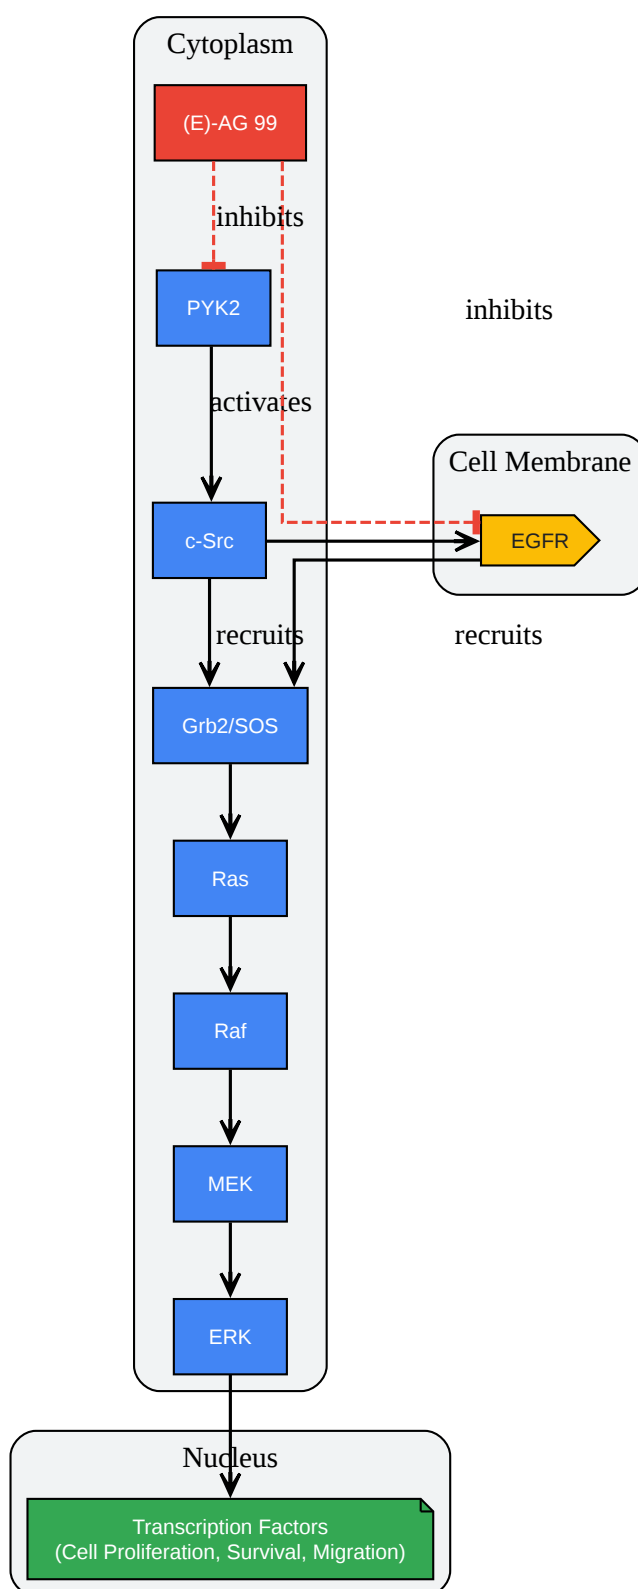 Cytoplasm
(E)-AG 99
inhibits
PYK2
inhibits
activates
Cell Membrane
c-Src
EGFR
recruits
recruits
Grb2/SOS
Ras
Raf
MEK
ERK
Nucleus
Transcription Factors
(Cell Proliferation, Survival, Migration)